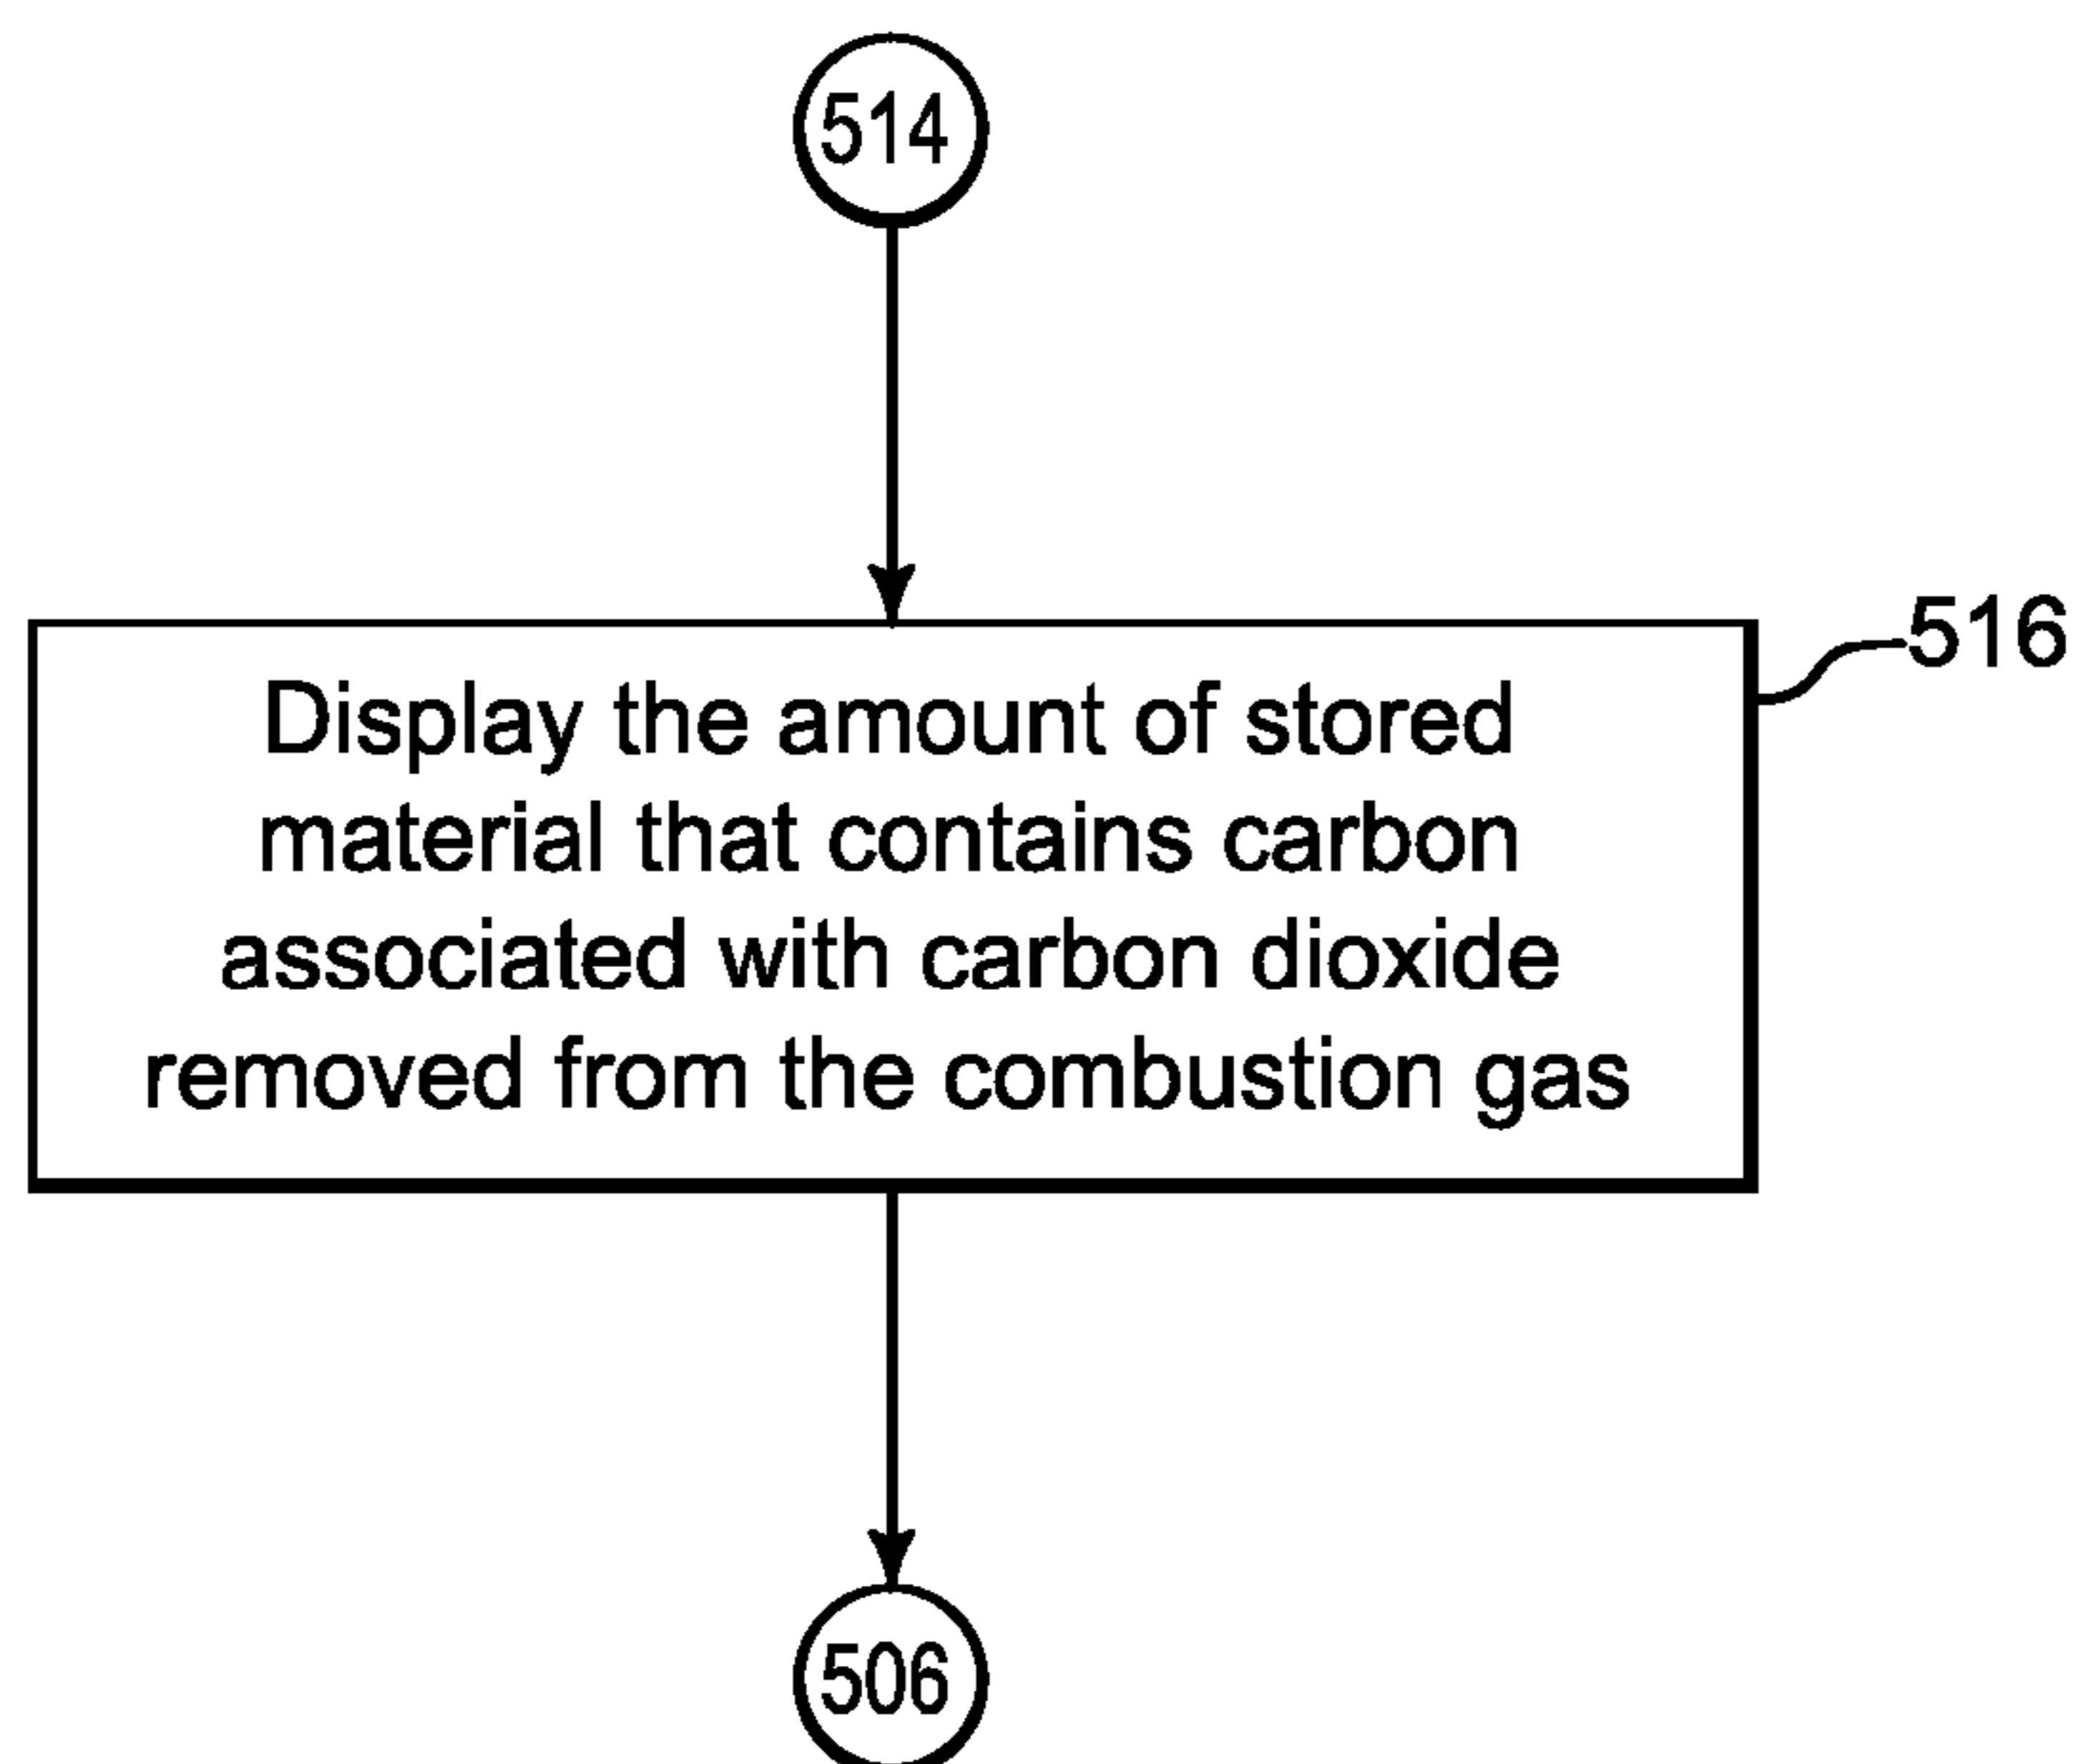 514
516
Display the amount of stored
material that contains carbon
associated with carbon dioxide
removed from the combustion gas
506